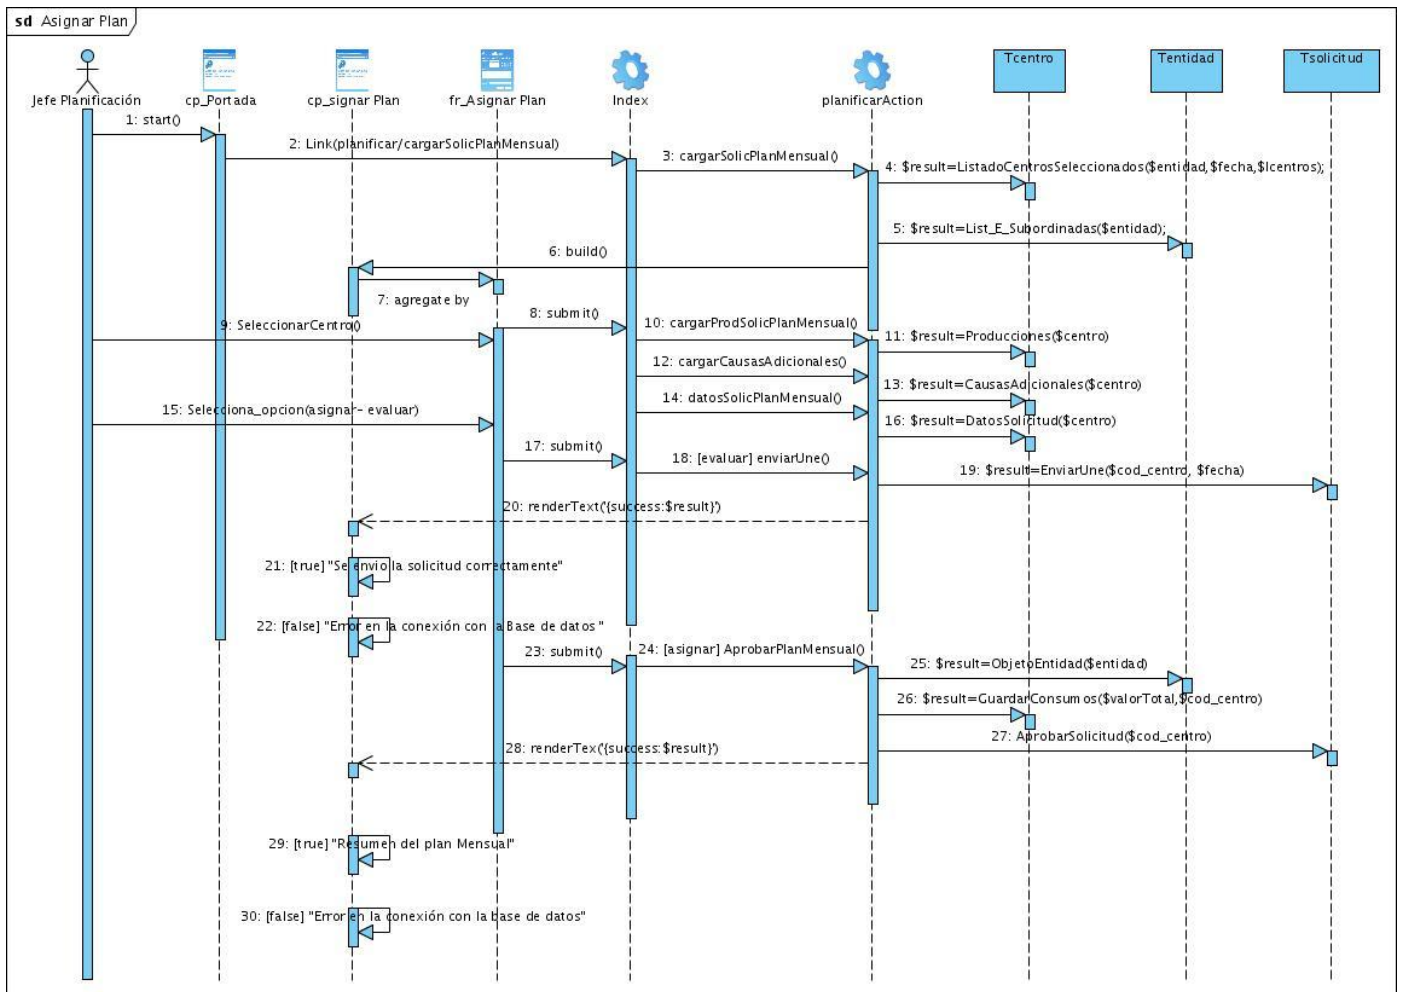 sd Asignar Plan
Jefe Planificación
cp_Portada
cp_signar Plan
fr_Asignar Plan
Index
planificarAction
Tcentro
Tentidad
Tsolicitud
1: start()
2: Link(planificar/cargarSolicPlanMensual)
3: cargarSolicPlanMensual()
4: $result=ListadoCentrosSeleccionados($entidad,$fecha,$lcentros);
5: $result=List_E_Subordinadas($entidad);
6: build()
7: agregate by
8: submit()
9: SeleccionarCentro()
10: cargarProdSolicPlanMensual()
11: $result=Producciones($centro)
12: cargarCausasAdicionales()
13: $result=CausasAdicionales($centro)
14: datosSolicPlanMensual()
15: Selecciona_opcion(asignar- evaluar)
16: $result=DatosSolicitud($centro)
17: submit()
18: [evaluar] enviarUne()
19: $result=EnviarUne($cod_centro, $fecha)
20: renderText('{success:$result}')
21: [true] "Se envio la solicitud correctamente"
22: [false] "Error en la conexión con la Base de datos "
23: submit()
24: [asignar] AprobarPlanMensual()
25: $result=ObjetoEntidad($entidad)
26: $result=GuardarConsumos($valorTotal,$cod_centro)
27: AprobarSolicitud($cod_centro)
28: renderTex('{success:$result}')
29: [true] "Resumen del plan Mensual"
30: [false] "Error en la conexión con la base de datos"